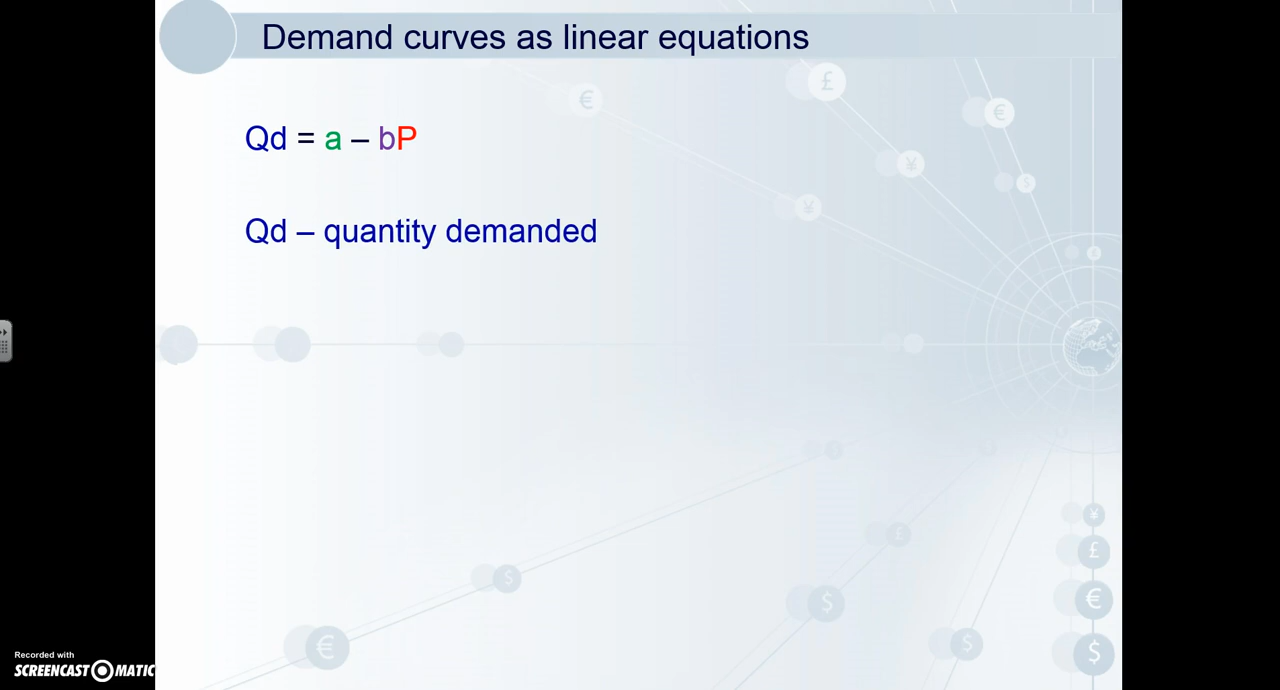 Demand curves as linear equations
Qd = a – bP
Qd – quantity demanded
Recorded with
SCREENCAST O MATIC